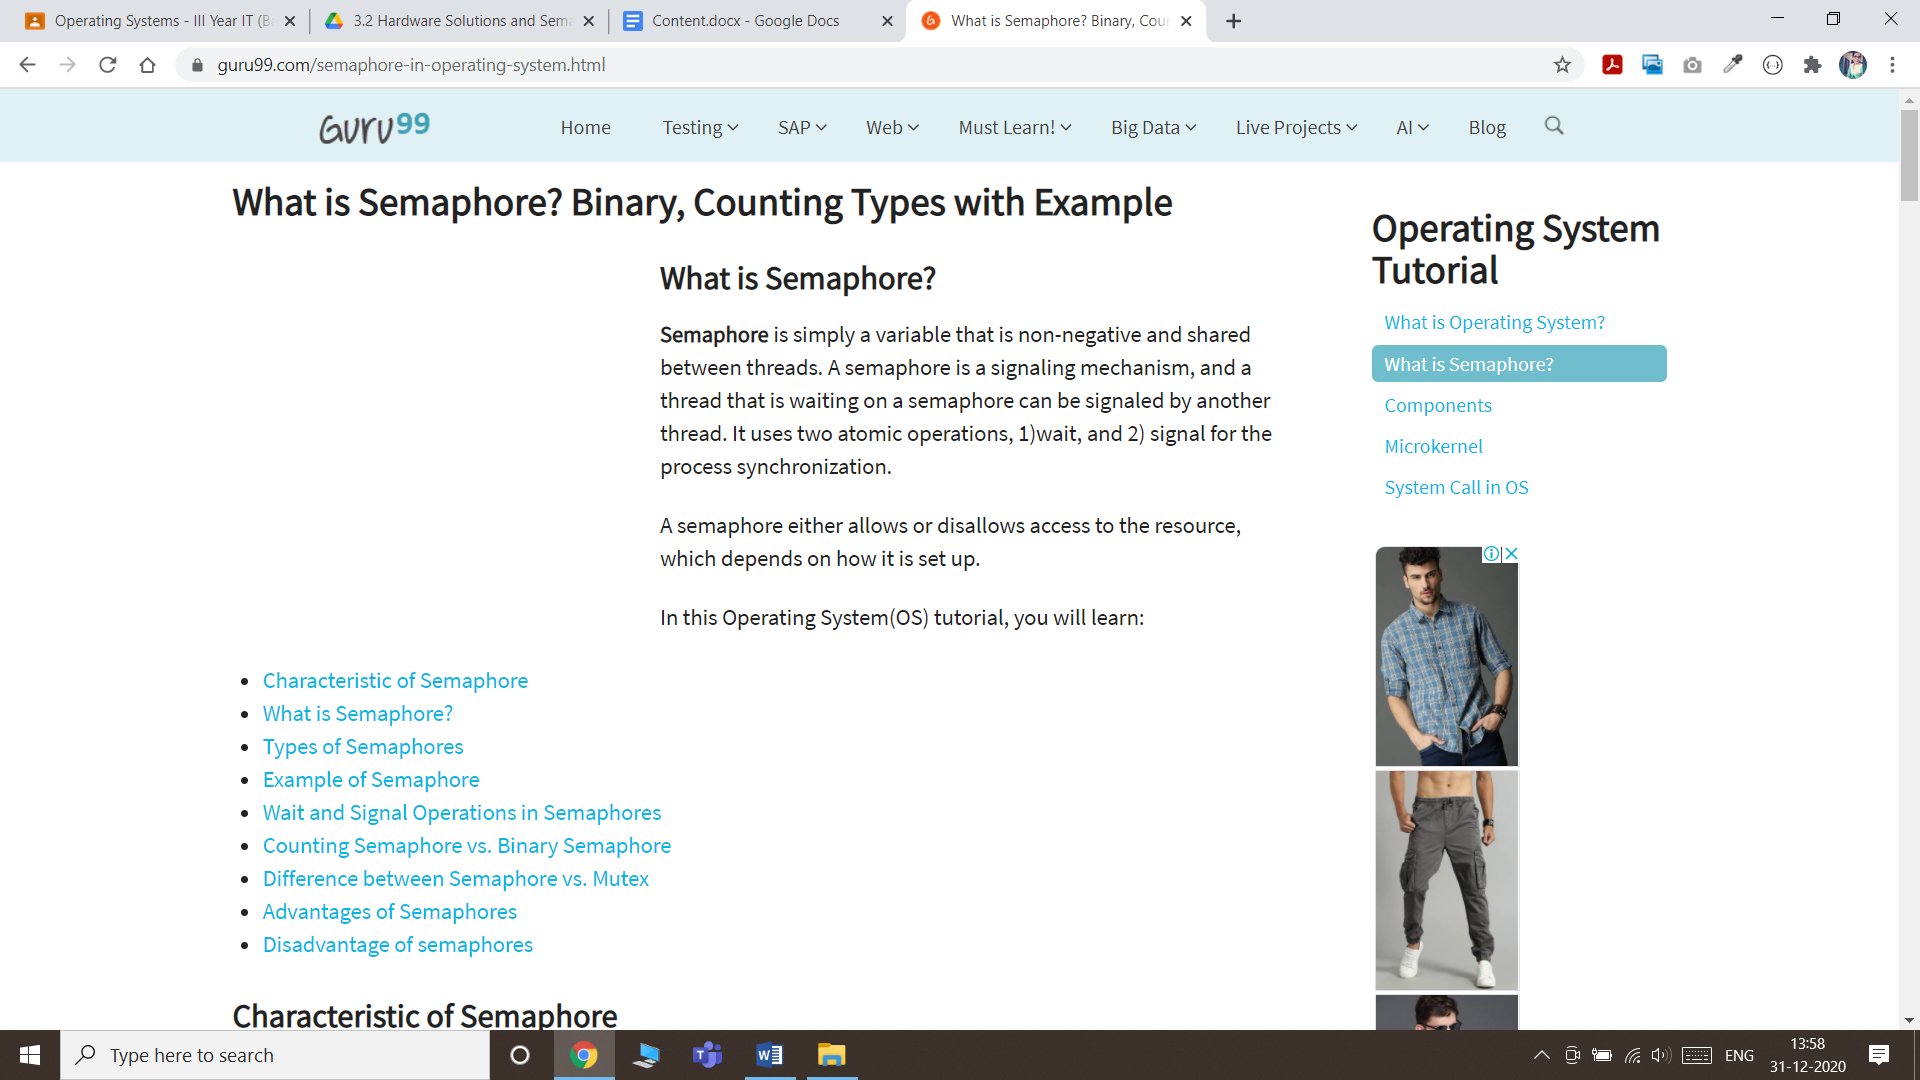 Operating Systems - III Year IT (B
3.2 Hardware Solutions and Sem
Content.docx - Google Docs
What is Semaphore? Binary, Cou
guru99.com/semaphore-in-operating-system.html
Guru99
Home Testing SAP Web Must Learn! Big Data Live Projects AI Blog
What is Semaphore? Binary, Counting Types with Example
What is Semaphore?
Semaphore is simply a variable that is non-negative and shared
between threads. A semaphore is a signaling mechanism, and a
thread that is waiting on a semaphore can be signaled by another
thread. It uses two atomic operations, 1)wait, and 2) signal for the
process synchronization.
A semaphore either allows or disallows access to the resource,
which depends on how it is set up.
In this Operating System(OS) tutorial, you will learn:
Characteristic of Semaphore
What is Semaphore?
Types of Semaphores
Example of Semaphore
Wait and Signal Operations in Semaphores
Counting Semaphore vs. Binary Semaphore
Difference between Semaphore vs. Mutex
Advantages of Semaphores
Disadvantage of semaphores
Characteristic of Semaphore
Operating System
Tutorial
What is Operating System?
What is Semaphore?
Components
Microkernel
System Call in OS
Type here to search
ENG
13:58
31-12-2020